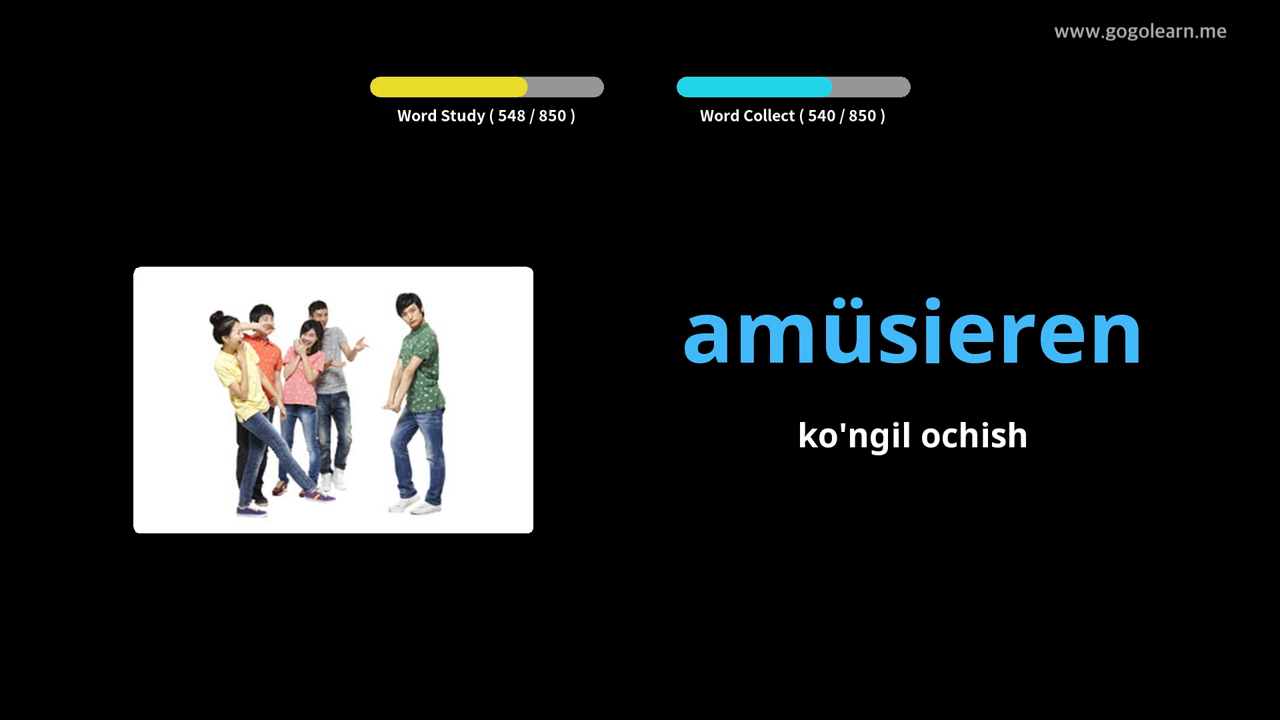 www.gogolearn.me
Word Study ( 548 / 850 )
Word Collect ( 540 / 850 )
amüsieren
ko'ngil ochish